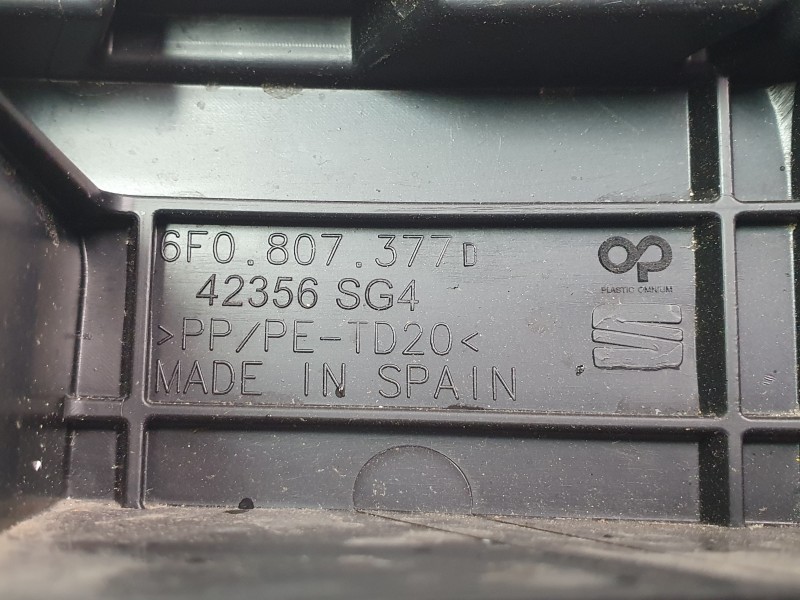 6F0.807.377D
42356 SG4
>PP/PE-TD20<
MADE IN SPAIN
PLASTIC OMNIUM